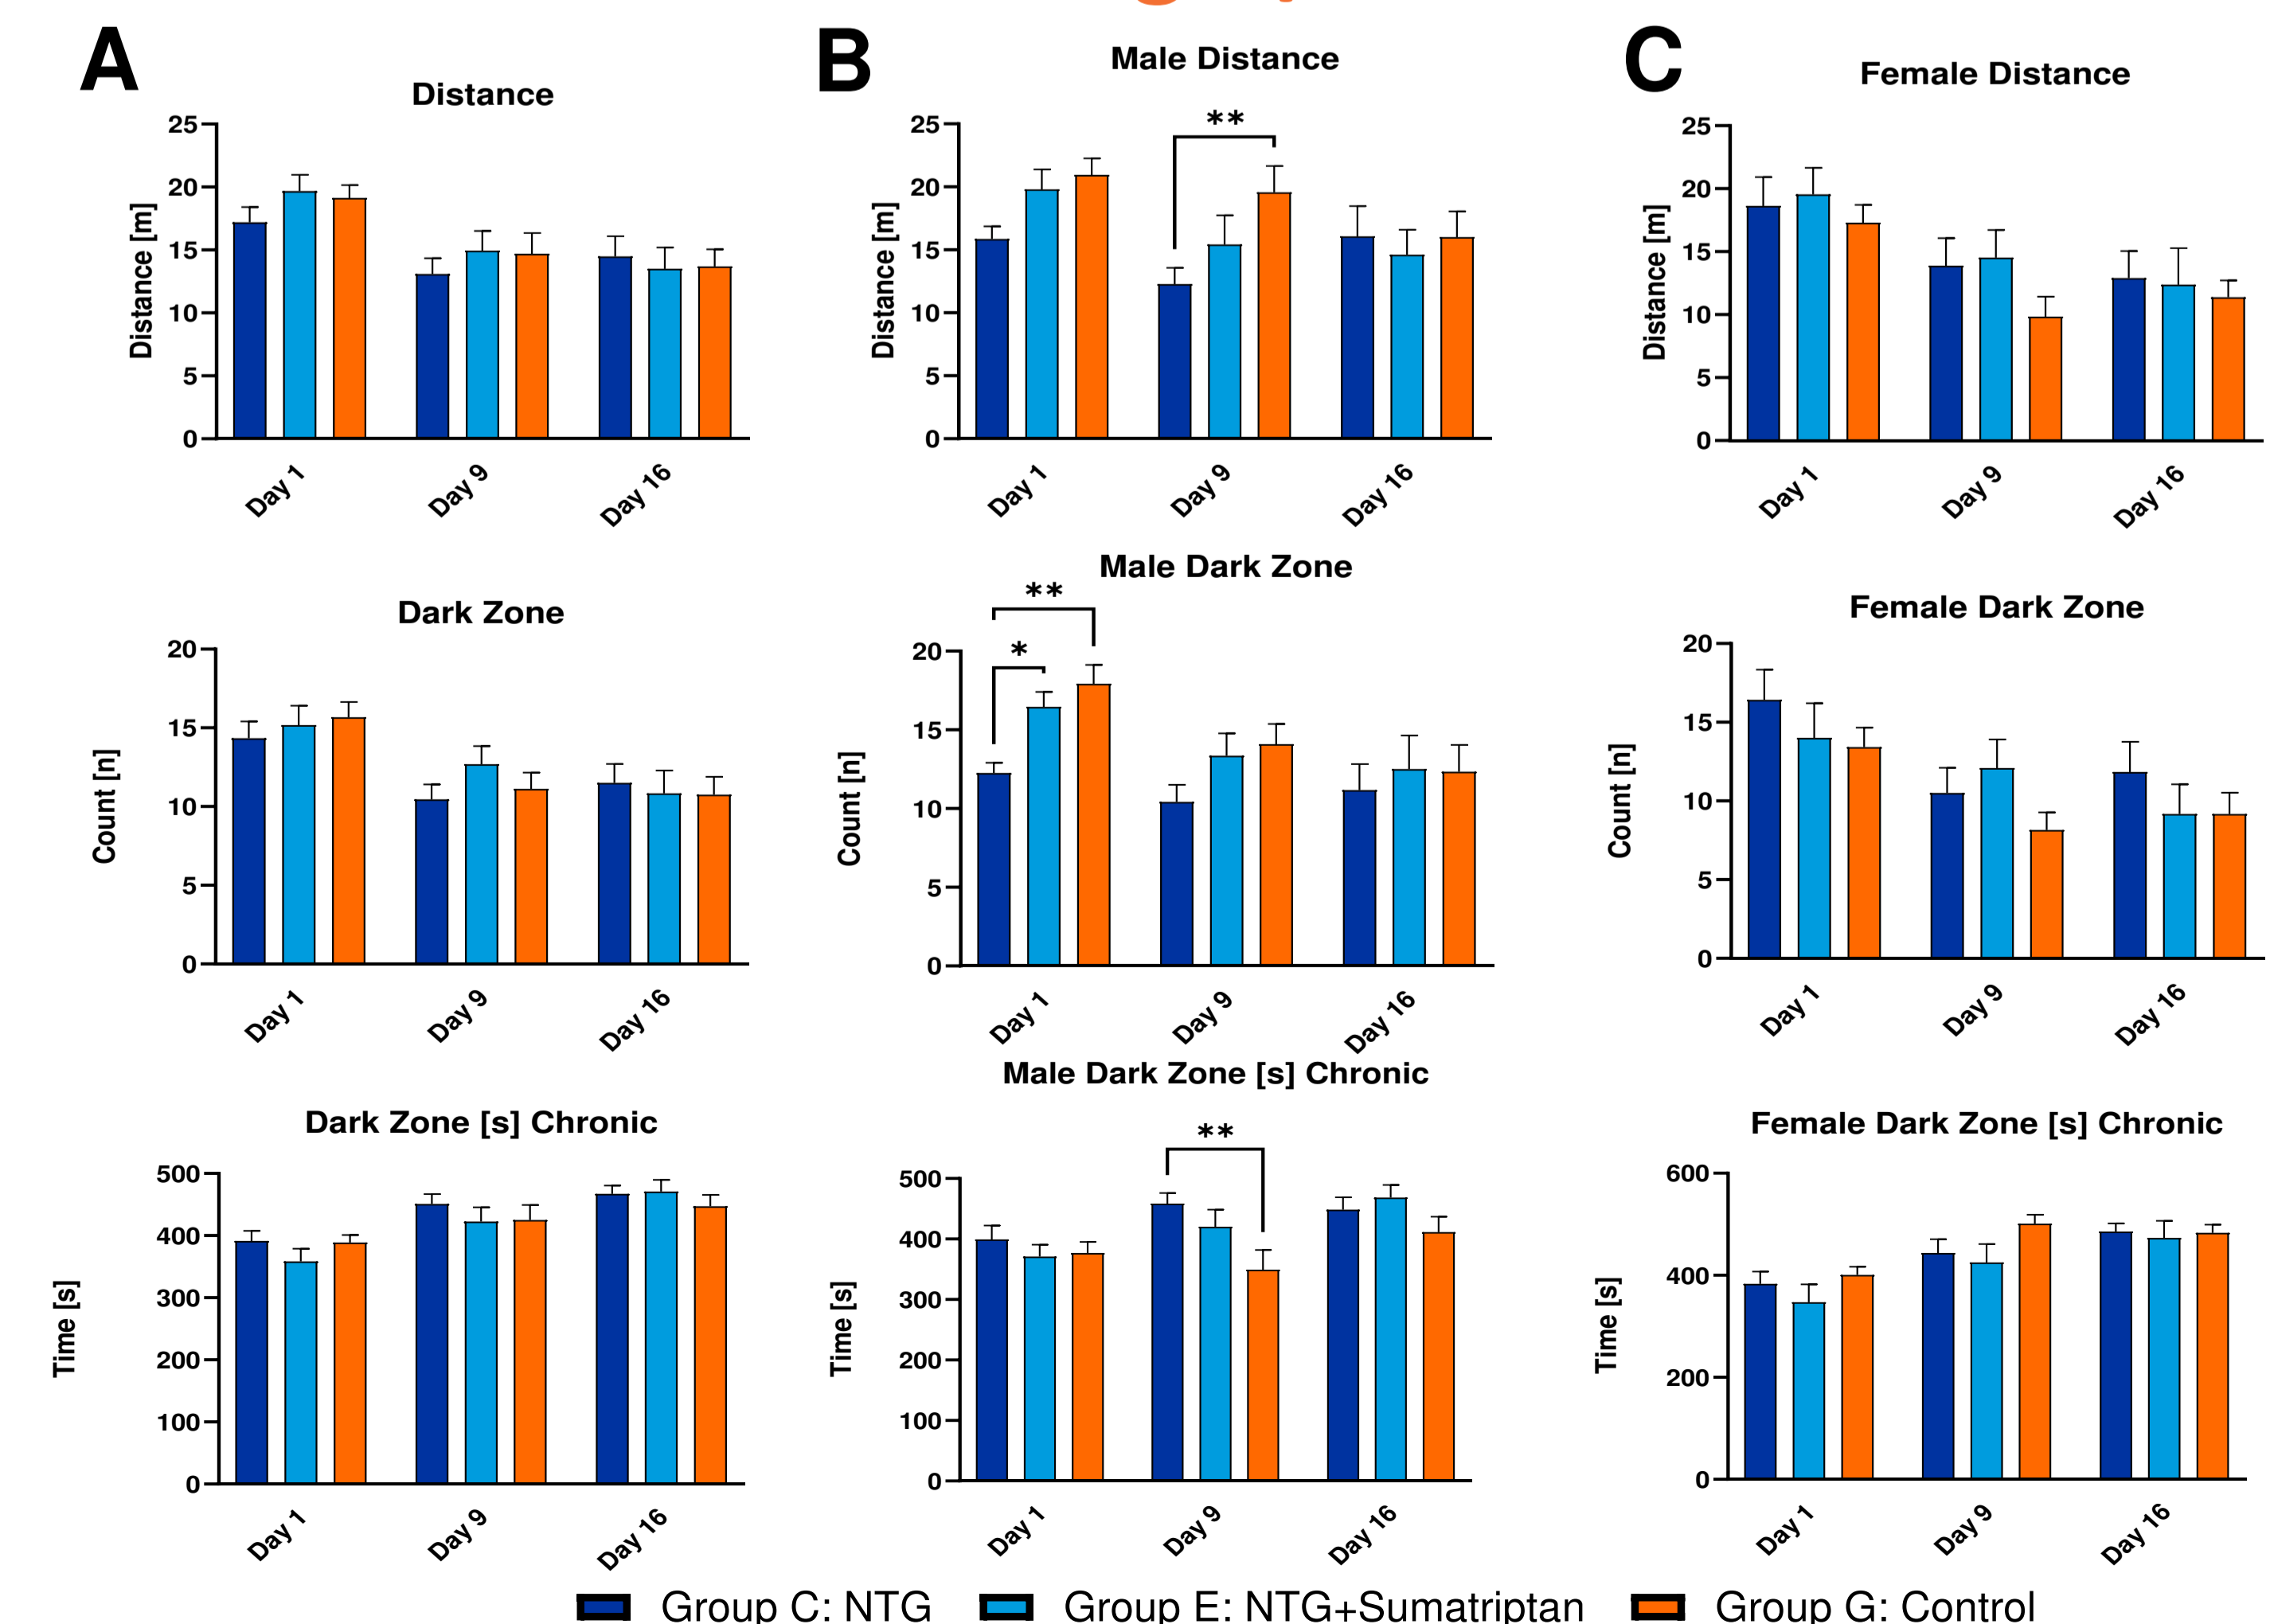 A
B
C
Distance
Distance [m]
25
20
15
10
5
0
Day 1
Day 9
Day 16
Male Distance
**
Distance [m]
25
20
15
10
5
0
Day 1
Day 9
Day 16
Female Distance
Distance [m]
25
20
15
10
5
0
Day 1
Day 9
Day 16
Dark Zone
Count [n]
20
15
10
5
0
Day 1
Day 9
Day 16
Male Dark Zone
**
*
Count [n]
20
15
10
5
0
Day 1
Day 9
Day 16
Female Dark Zone
Count [n]
20
15
10
5
0
Day 1
Day 9
Day 16
Dark Zone [s] Chronic
Time [s]
500
400
300
200
100
0
Day 1
Day 9
Day 16
Male Dark Zone [s] Chronic
**
Time [s]
500
400
300
200
100
0
Day 1
Day 9
Day 16
Female Dark Zone [s] Chronic
Time [s]
600
400
200
0
Day 1
Day 9
Day 16
Group C: NTG
Group E: NTG+Sumatriptan
Group G: Control